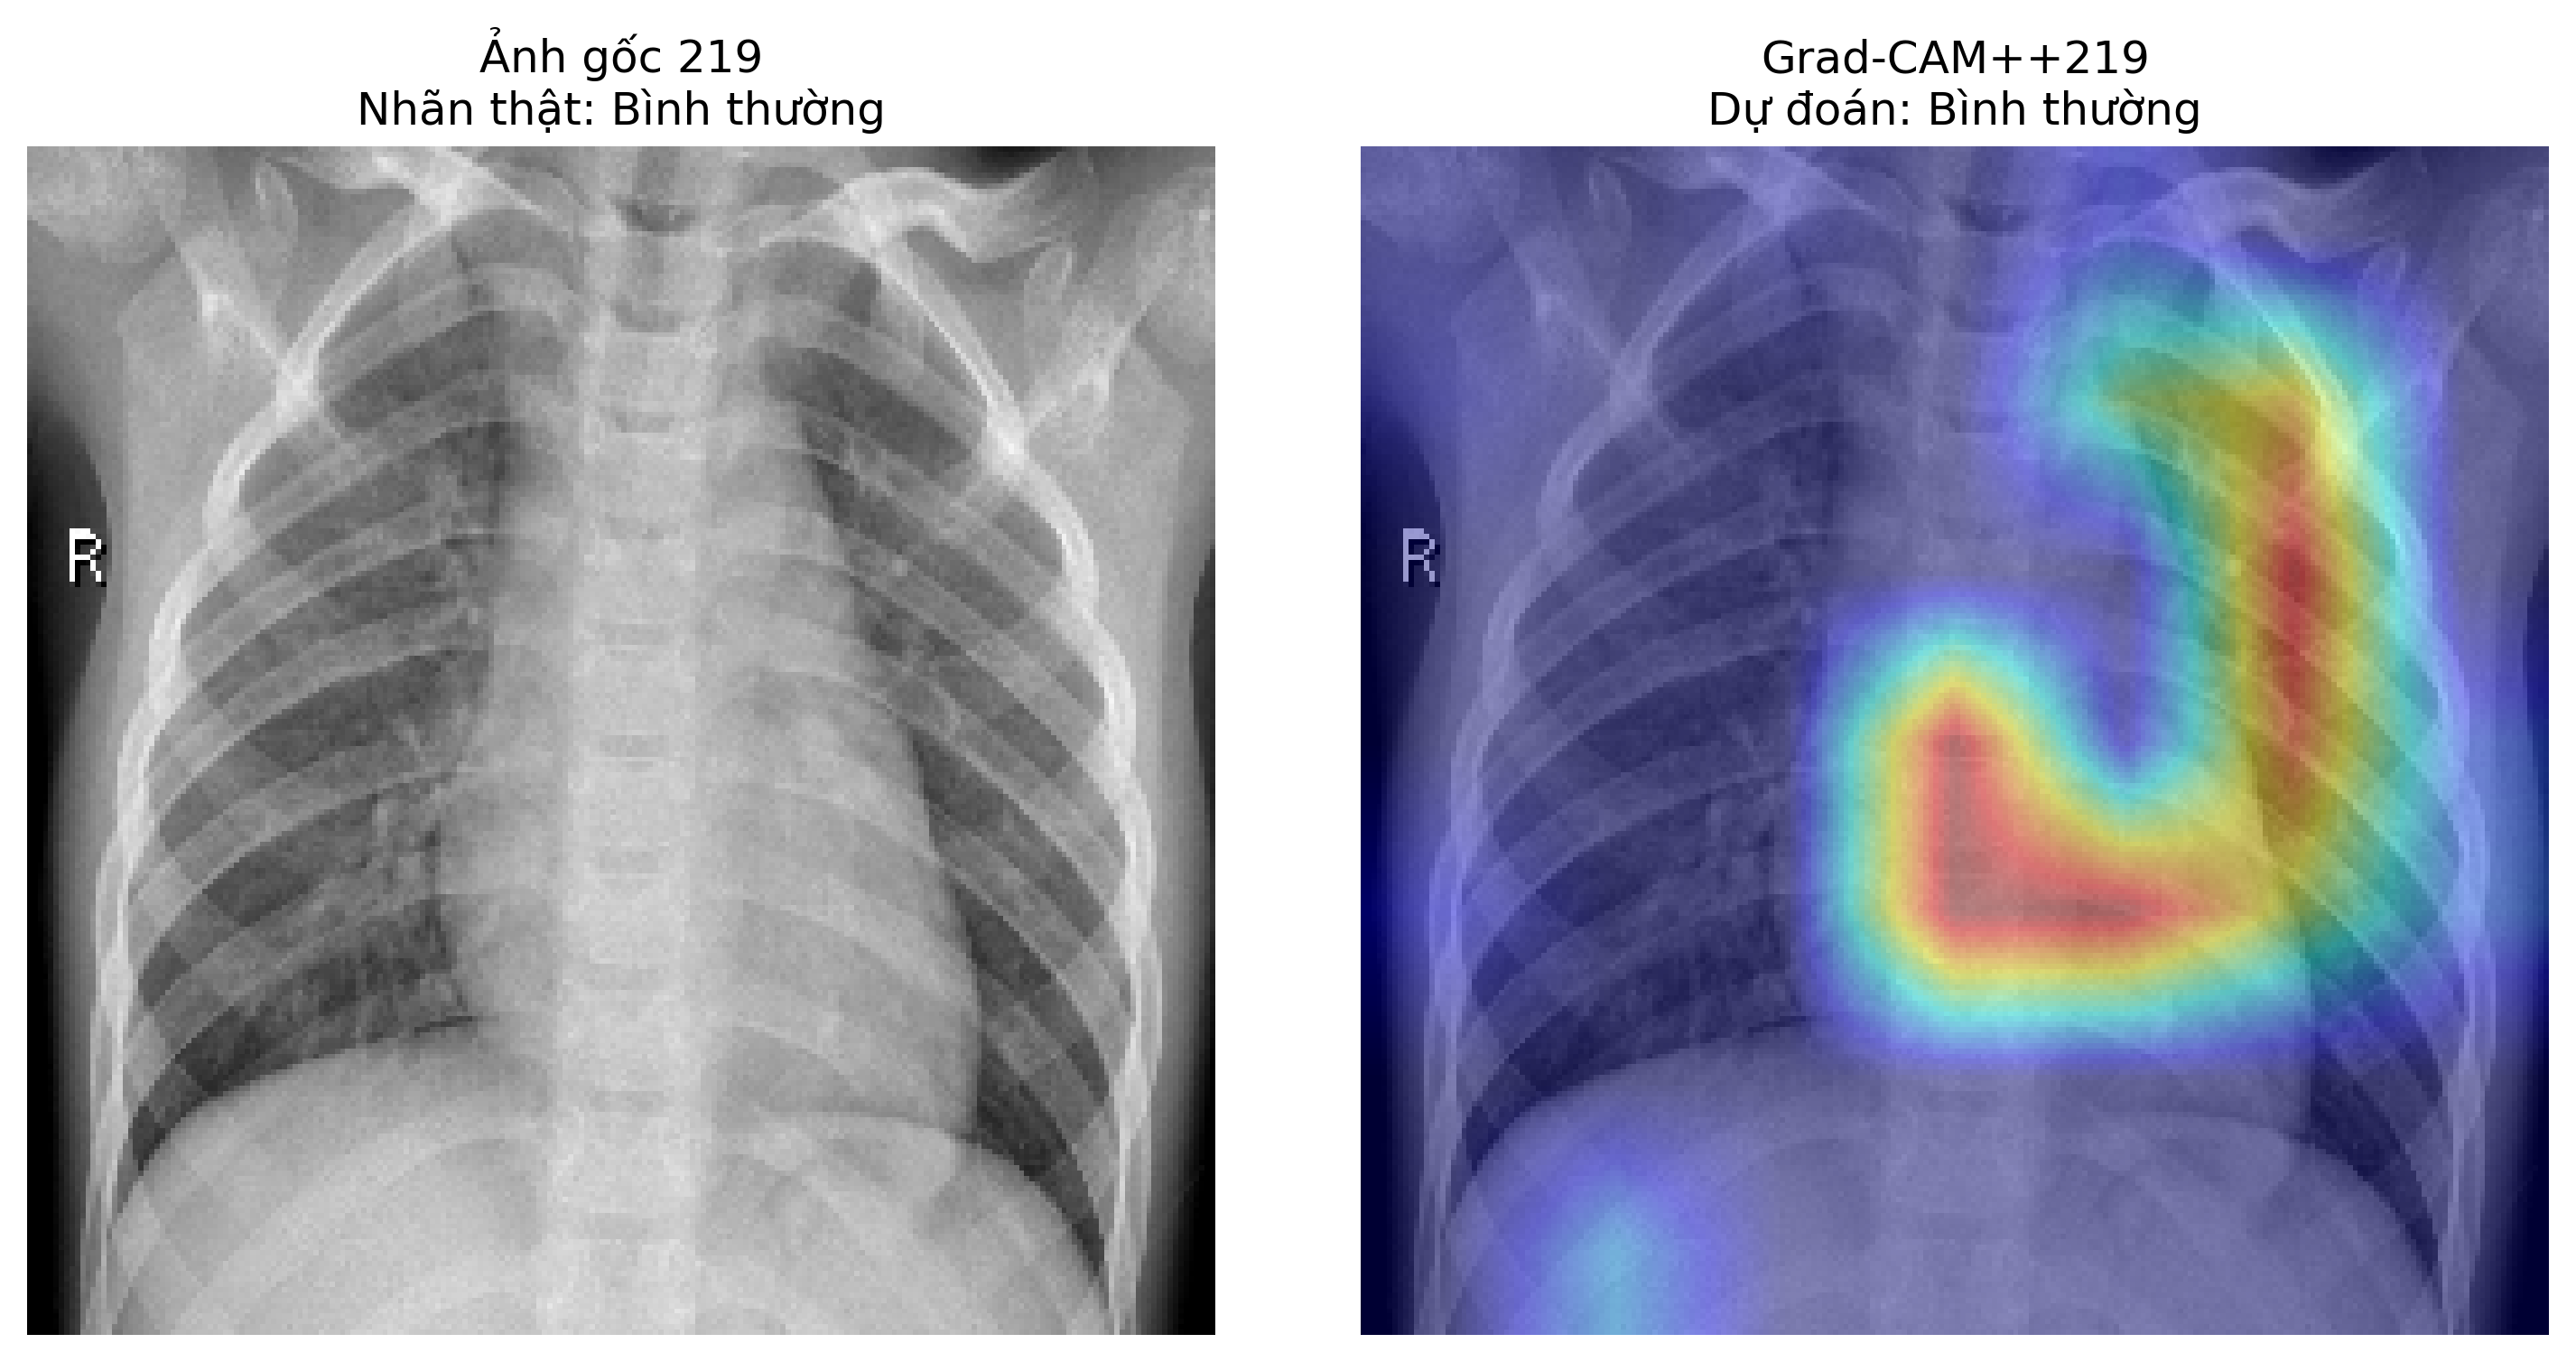 Ảnh gốc 219
Nhãn thật: Bình thường
Grad-CAM++219
Dự đoán: Bình thường
R
R